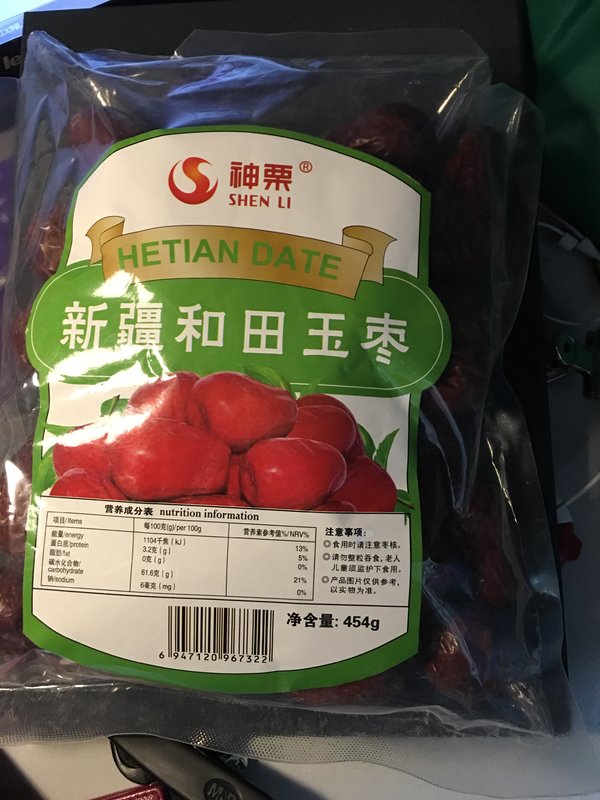 神栗®
SHEN LI
HETIAN DATE
新疆和田玉枣
营养成分表 nutrition information
项目/Items 每100克(g)/per 100g 营养素参考值%/NRV%
能量/energy 1104千焦 (kJ) 13%
蛋白质/protein 3.2克 (g) 5%
脂肪/fat 0克 (g) 0%
碳水化合物/
carbohydrate 61.6克 (g) 21%
钠/sodium 6毫克 (mg) 0%
注意事项:
◎食用时请注意枣核。
◎请勿整粒吞食,老人
儿童须监护下食用。
◎产品图片仅供参考,
以实物为准。
净含量: 454g
6 947120 967322